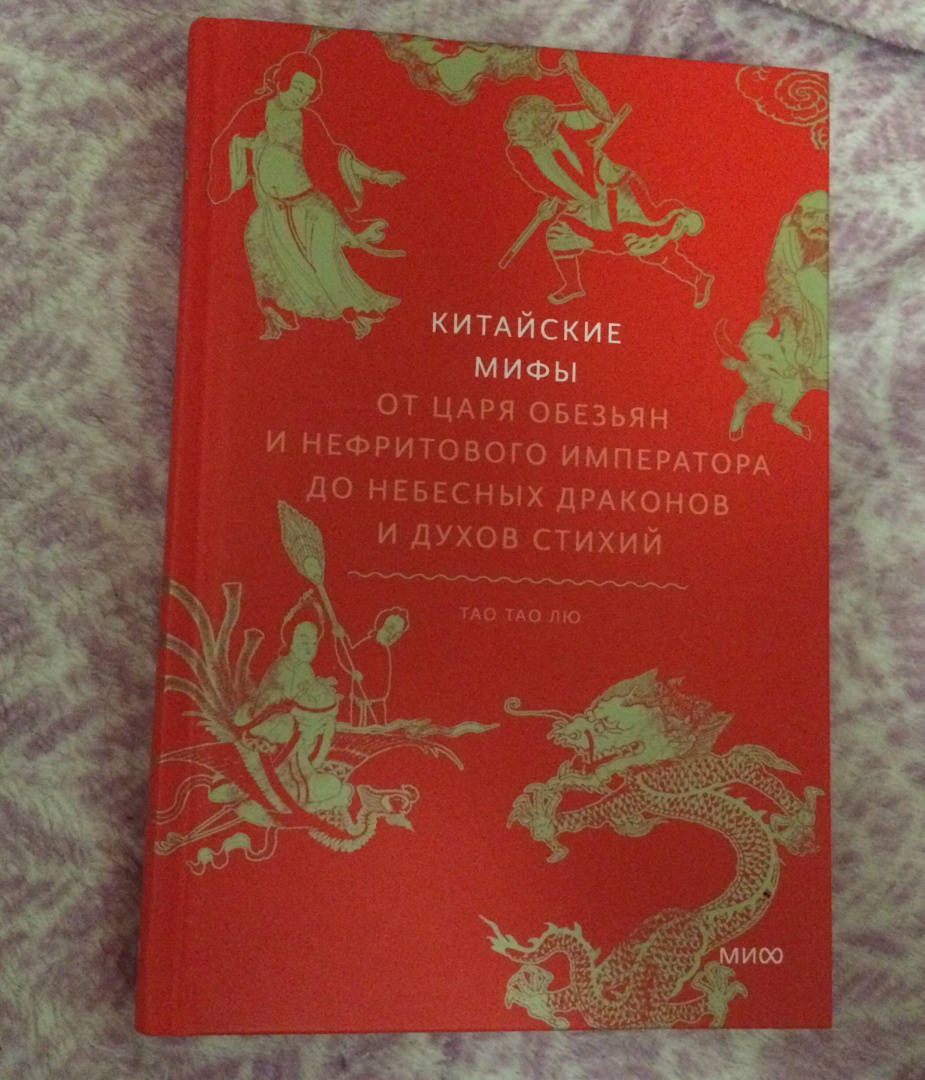 КИТАЙСКИЕ
МИФЫ
ОТ ЦАРЯ ОБЕЗЬЯН
И НЕФРИТОВОГО ИМПЕРАТОРА
ДО НЕБЕСНЫХ ДРАКОНОВ
И ДУХОВ СТИХИЙ
ТАО ТАО ЛЮ
МИФ